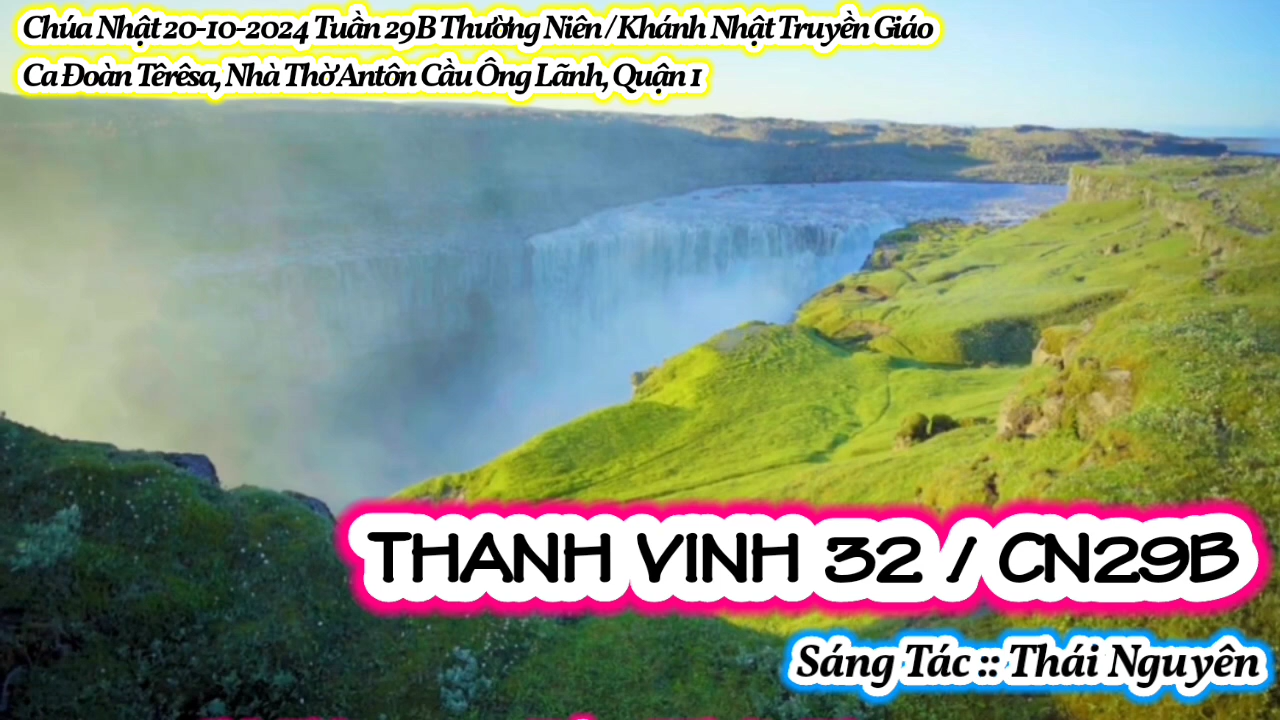 Chúa Nhật 20-10-2024 Tuần 29B Thường Niên / Khánh Nhật Truyền Giáo
Ca Đoàn Têrêsa, Nhà Thờ Antôn Cầu Ông Lãnh, Quận 1
THANH VINH 32 / CN29B
Sáng Tác :: Thái Nguyên